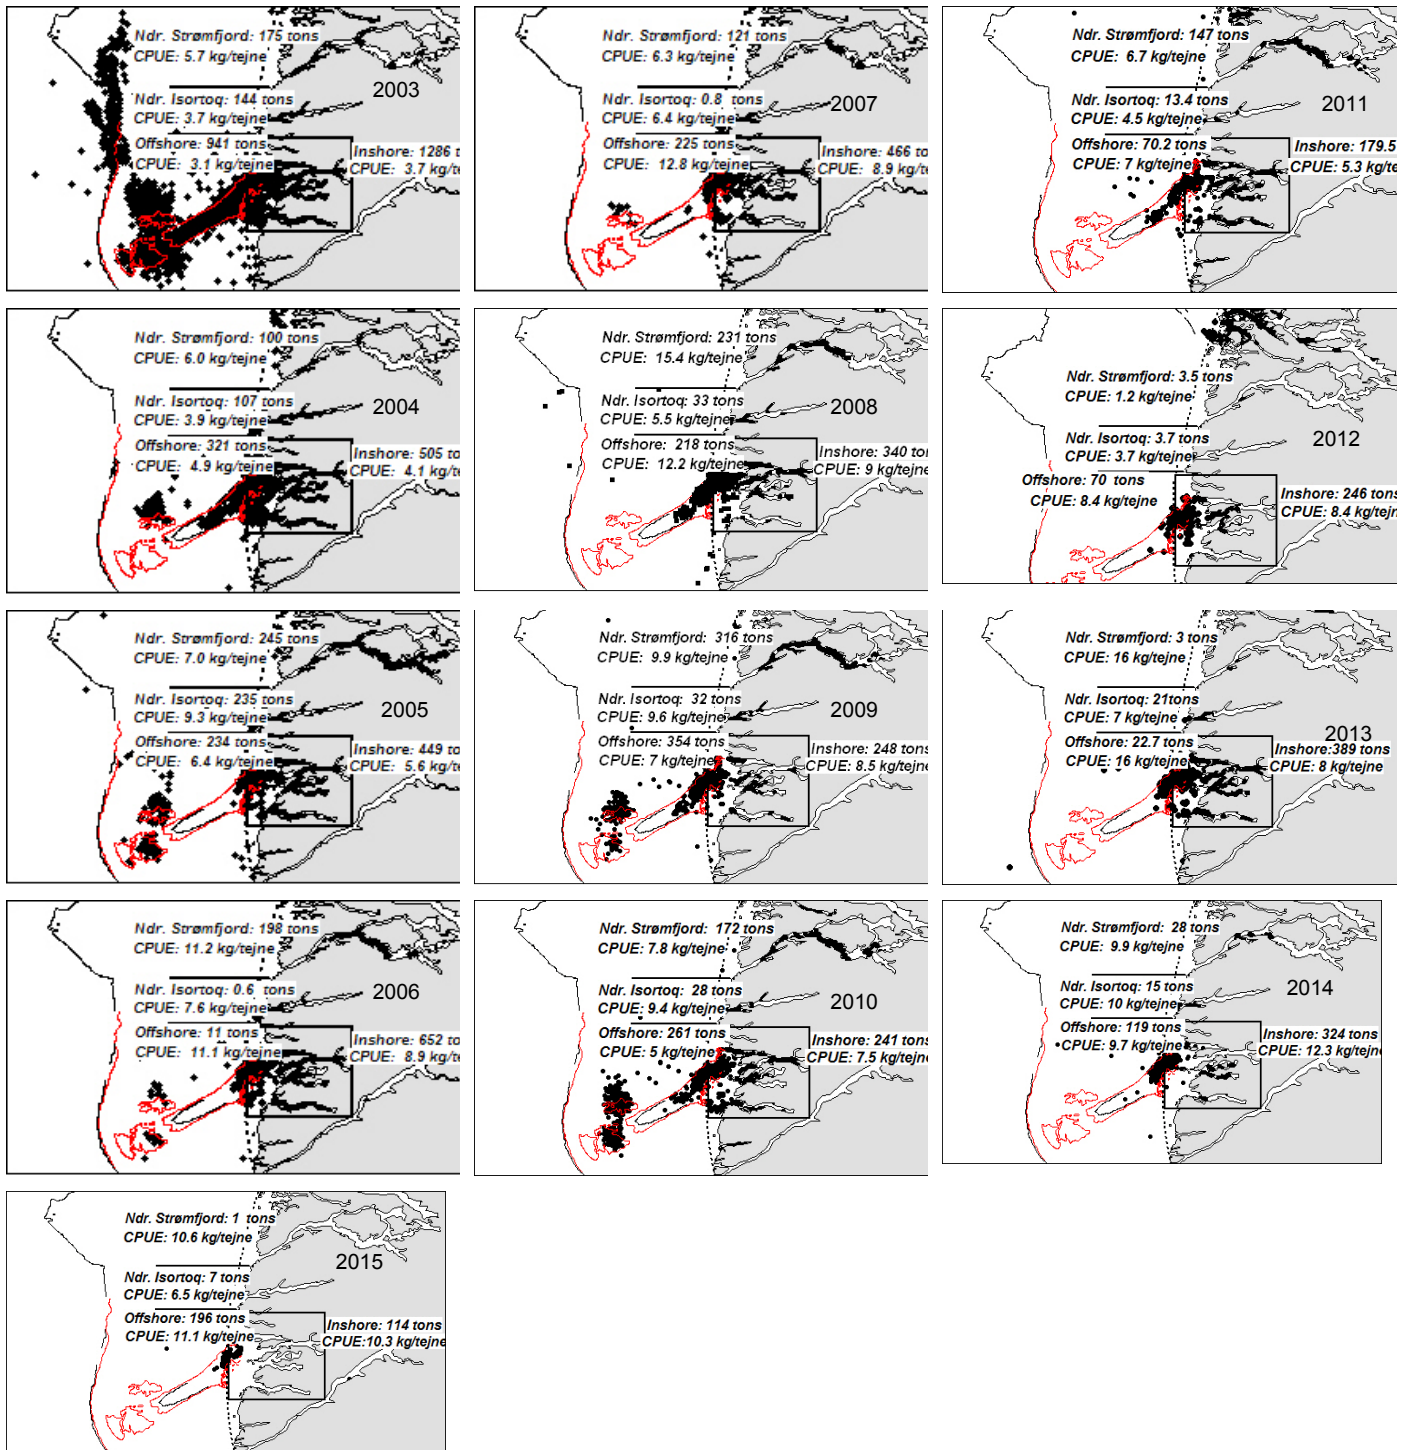 Ndr. Strømfjord: 175 tons
CPUE: 5.7 kg/tejne
2003
Ndr. Isortoq: 144 tons
CPUE: 3.7 kg/tejne
Offshore: 941 tons
CPUE: 3.1 kg/tejne
Inshore: 1286 t
CPUE: 3.7 kg/te
Ndr. Strømfjord: 121 tons
CPUE: 6.3 kg/tejne
2007
Ndr. Isortoq: 0.8 tons
CPUE: 6.4 kg/tejne
Offshore: 225 tons
CPUE: 12.8 kg/tejne
Inshore: 466 to
CPUE: 8.9 kg/te
Ndr. Strømfjord: 147 tons
CPUE: 6.7 kg/tejne
2011
Ndr. Isortoq: 13.4 tons
CPUE: 4.5 kg/tejne
Offshore: 70.2 tons
CPUE: 7 kg/tejne
Inshore: 179.5
CPUE: 5.3 kg/te
Ndr. Strømfjord: 100 tons
CPUE: 6.0 kg/tejne
2004
Ndr. Isortoq: 107 tons
CPUE: 3.9 kg/tejne
Offshore: 321 tons
CPUE: 4.9 kg/tejne
Inshore: 505 to
CPUE: 4.1 kg/te
Ndr. Strømfjord: 231 tons
CPUE: 15.4 kg/tejne
2008
Ndr. Isortoq: 33 tons
CPUE: 5.5 kg/tejne
Offshore: 218 tons
CPUE: 12.2 kg/tejne
Inshore: 340 ton
CPUE: 9 kg/tejn
Ndr. Strømfjord: 3.5 tons
CPUE: 1.2 kg/tejne
2012
Ndr. Isortoq: 3.7 tons
CPUE: 3.7 kg/tejne
Offshore: 70 tons
CPUE: 8.4 kg/tejne
Inshore: 246 tons
CPUE: 8.4 kg/tejn
Ndr. Strømfjord: 245 tons
CPUE: 7.0 kg/tejne
2005
Ndr. Isortoq: 235 tons
CPUE: 9.3 kg/tejne
Offshore: 234 tons
CPUE: 6.4 kg/tejne
Inshore: 449 to
CPUE: 5.6 kg/te
Ndr. Strømfjord: 316 tons
CPUE: 9.9 kg/tejne
2009
Ndr. Isortoq: 32 tons
CPUE: 9.6 kg/tejne
Offshore: 354 tons
CPUE: 7 kg/tejne
Inshore: 248 tons
CPUE: 8.5 kg/tejn
Ndr. Strømfjord: 3 tons
CPUE: 16 kg/tejne
2013
Ndr. Isortoq: 21tons
CPUE: 7 kg/tejne
Offshore: 22.7 tons
CPUE: 16 kg/tejne
Inshore:389 tons
CPUE: 8 kg/tejne
Ndr. Strømfjord: 198 tons
CPUE: 11.2 kg/tejne
2006
Ndr. Isortoq: 0.6 tons
CPUE: 7.6 kg/tejne
Offshore: 11 tons
CPUE: 11.1 kg/tejne
Inshore: 652 to
CPUE: 8.9 kg/te
Ndr. Strømfjord: 172 tons
CPUE: 7.8 kg/tejne
2010
Ndr. Isortoq: 28 tons
CPUE: 9.4 kg/tejne
Offshore: 261 tons
CPUE: 5 kg/tejne
Inshore: 241 tons
CPUE: 7.5 kg/tejn
Ndr. Strømfjord: 28 tons
CPUE: 9.9 kg/tejne
2014
Ndr. Isortoq: 15 tons
CPUE: 10 kg/tejne
Offshore: 119 tons
CPUE: 9.7 kg/tejne
Inshore: 324 tons
CPUE: 12.3 kg/tejn
Ndr. Strømfjord: 1 tons
CPUE: 10.6 kg/tejne
2015
Ndr. Isortoq: 7 tons
CPUE: 6.5 kg/tejne
Offshore: 196 tons
CPUE: 11.1 kg/tejne
Inshore: 114 tons
CPUE:10.3 kg/tejn